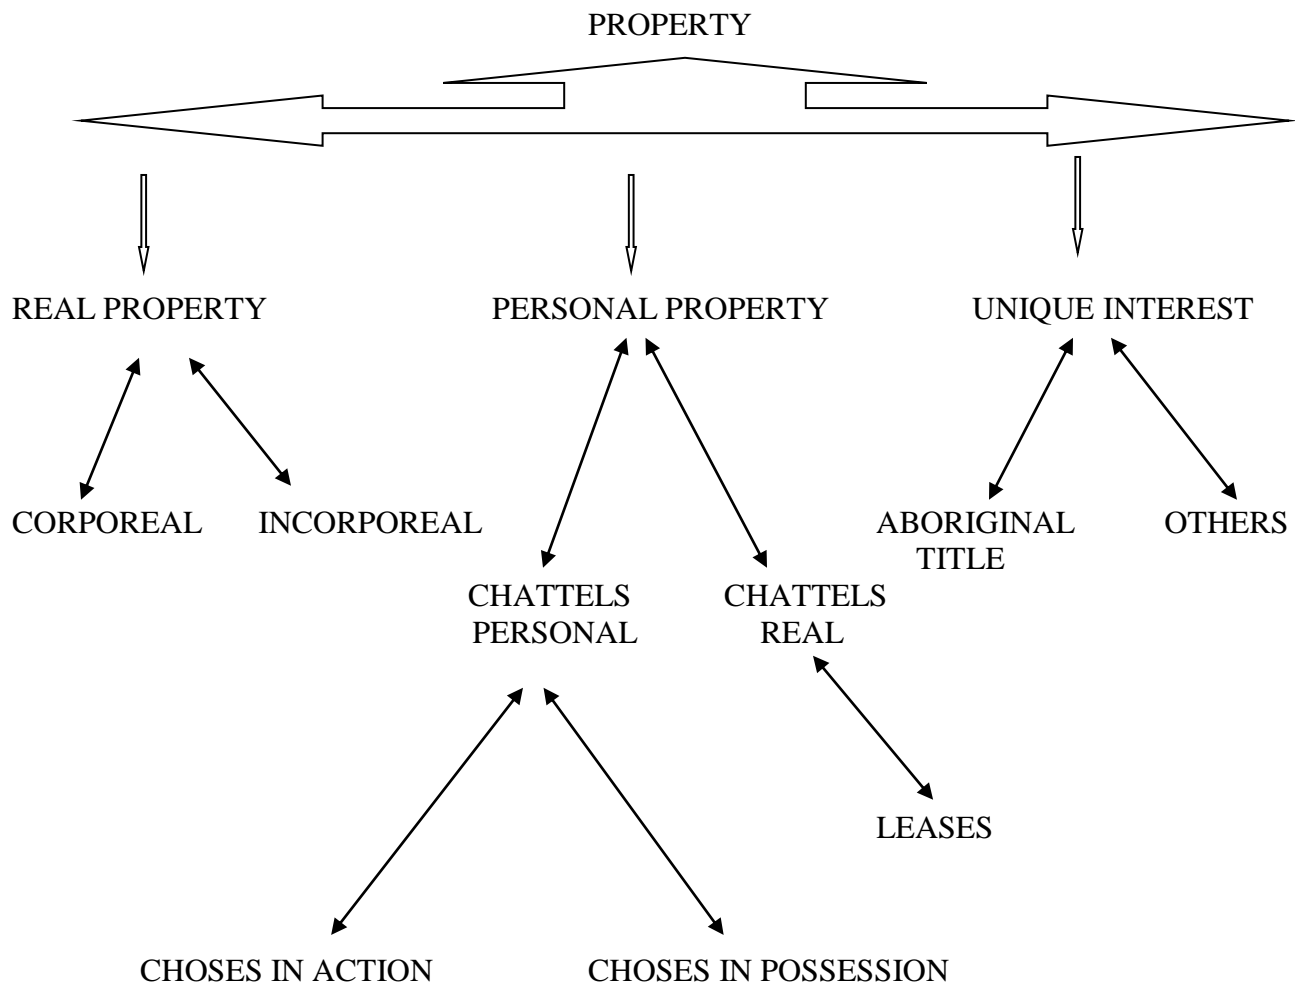 PROPERTY
REAL PROPERTY
PERSONAL PROPERTY
UNIQUE INTEREST
CORPOREAL
INCORPOREAL
ABORIGINAL
TITLE
OTHERS
CHATTELS
PERSONAL
CHATTELS
REAL
LEASES
CHOSES IN ACTION
CHOSES IN POSSESSION